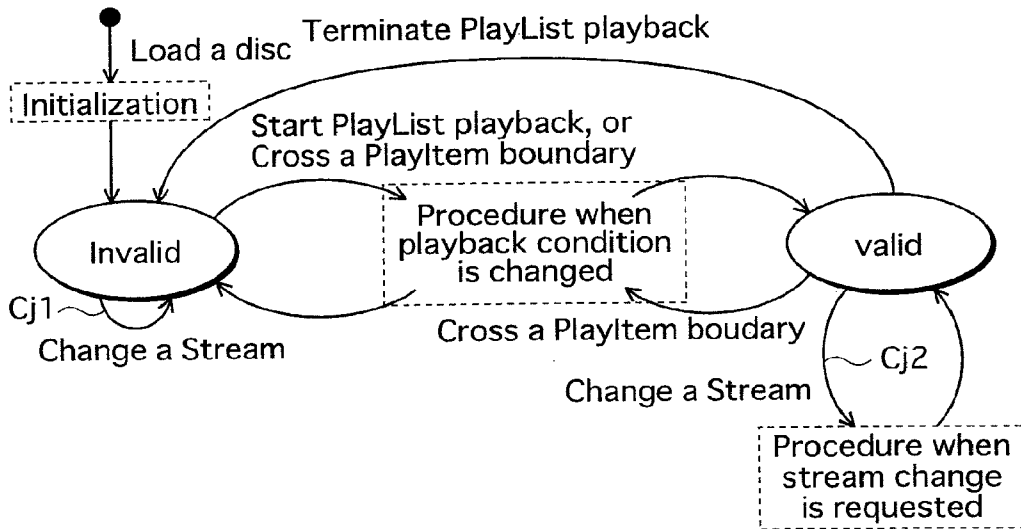 Terminate PlayList playback
Load a disc
Initialization
Start PlayList playback, or
Cross a PlayItem boundary
Invalid
Procedure when
playback condition
is changed
valid
Cj1
Change a Stream
Cross a PlayItem boudary
Cj2
Change a Stream
Procedure when
stream change
is requested